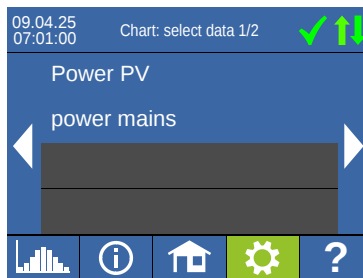 09.04.25
07:01:00
Chart: select data 1/2
Power PV
power mains
i
?